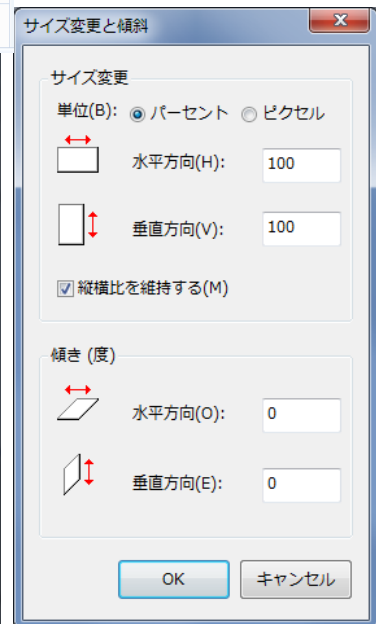 サイズ変更と傾斜
サイズ変更
単位(B): パーセント ピクセル
水平方向(H): 100
垂直方向(V): 100
縦横比を維持する(M)
傾き (度)
水平方向(O): 0
垂直方向(E): 0
OK キャンセル